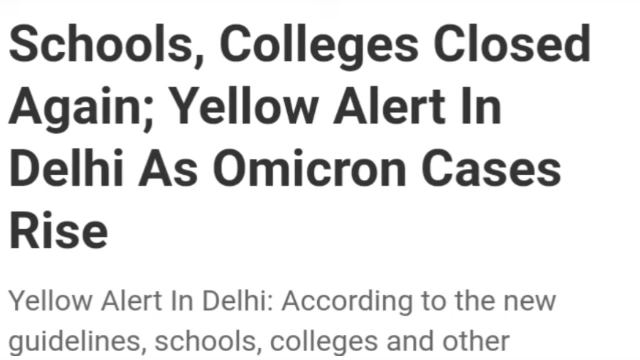 Schools, Colleges Closed
Again; Yellow Alert In
Delhi As Omicron Cases
Rise
Yellow Alert In Delhi: According to the new
guidelines, schools, colleges and other